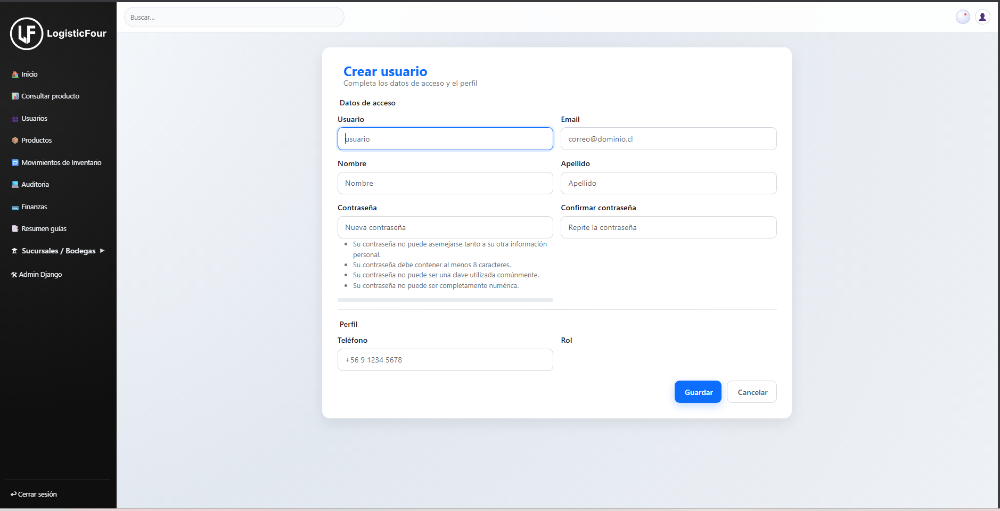 LogisticFour
Inicio
Consultar producto
Usuarios
Productos
Movimientos de Inventario
Auditoria
Finanzas
Resumen guías
Sucursales / Bodegas ▶
Admin Django
Cerrar sesión
Buscar...
Crear usuario
Completa los datos de acceso y el perfil
Datos de acceso
Usuario
usuario
Email
correo@dominio.cl
Nombre
Nombre
Apellido
Apellido
Contraseña
Nueva contraseña
Confirmar contraseña
Repite la contraseña
• Su contraseña no puede asemejarse tanto a su otra información
personal.
• Su contraseña debe contener al menos 8 caracteres.
• Su contraseña no puede ser una clave utilizada comúnmente.
• Su contraseña no puede ser completamente numérica.
Perfil
Teléfono
+56 9 1234 5678
Rol
Guardar
Cancelar